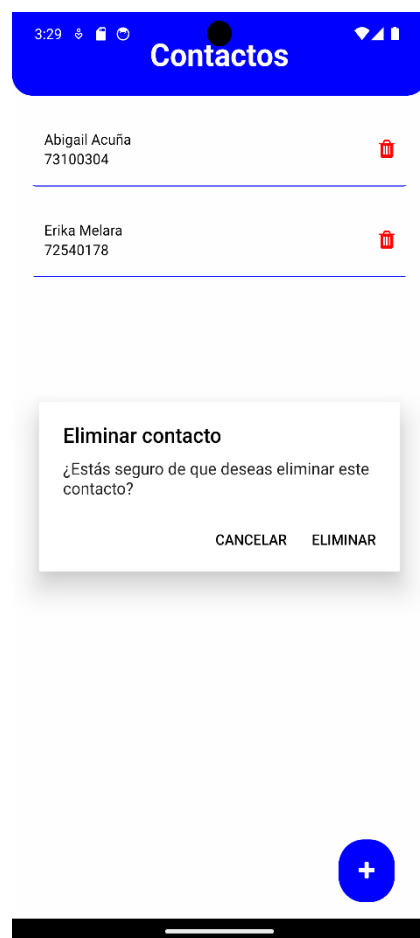 3:29
Contactos
Abigail Acuña
73100304
Erika Melara
72540178
Eliminar contacto
¿Estás seguro de que deseas eliminar este
contacto?
CANCELAR ELIMINAR
+